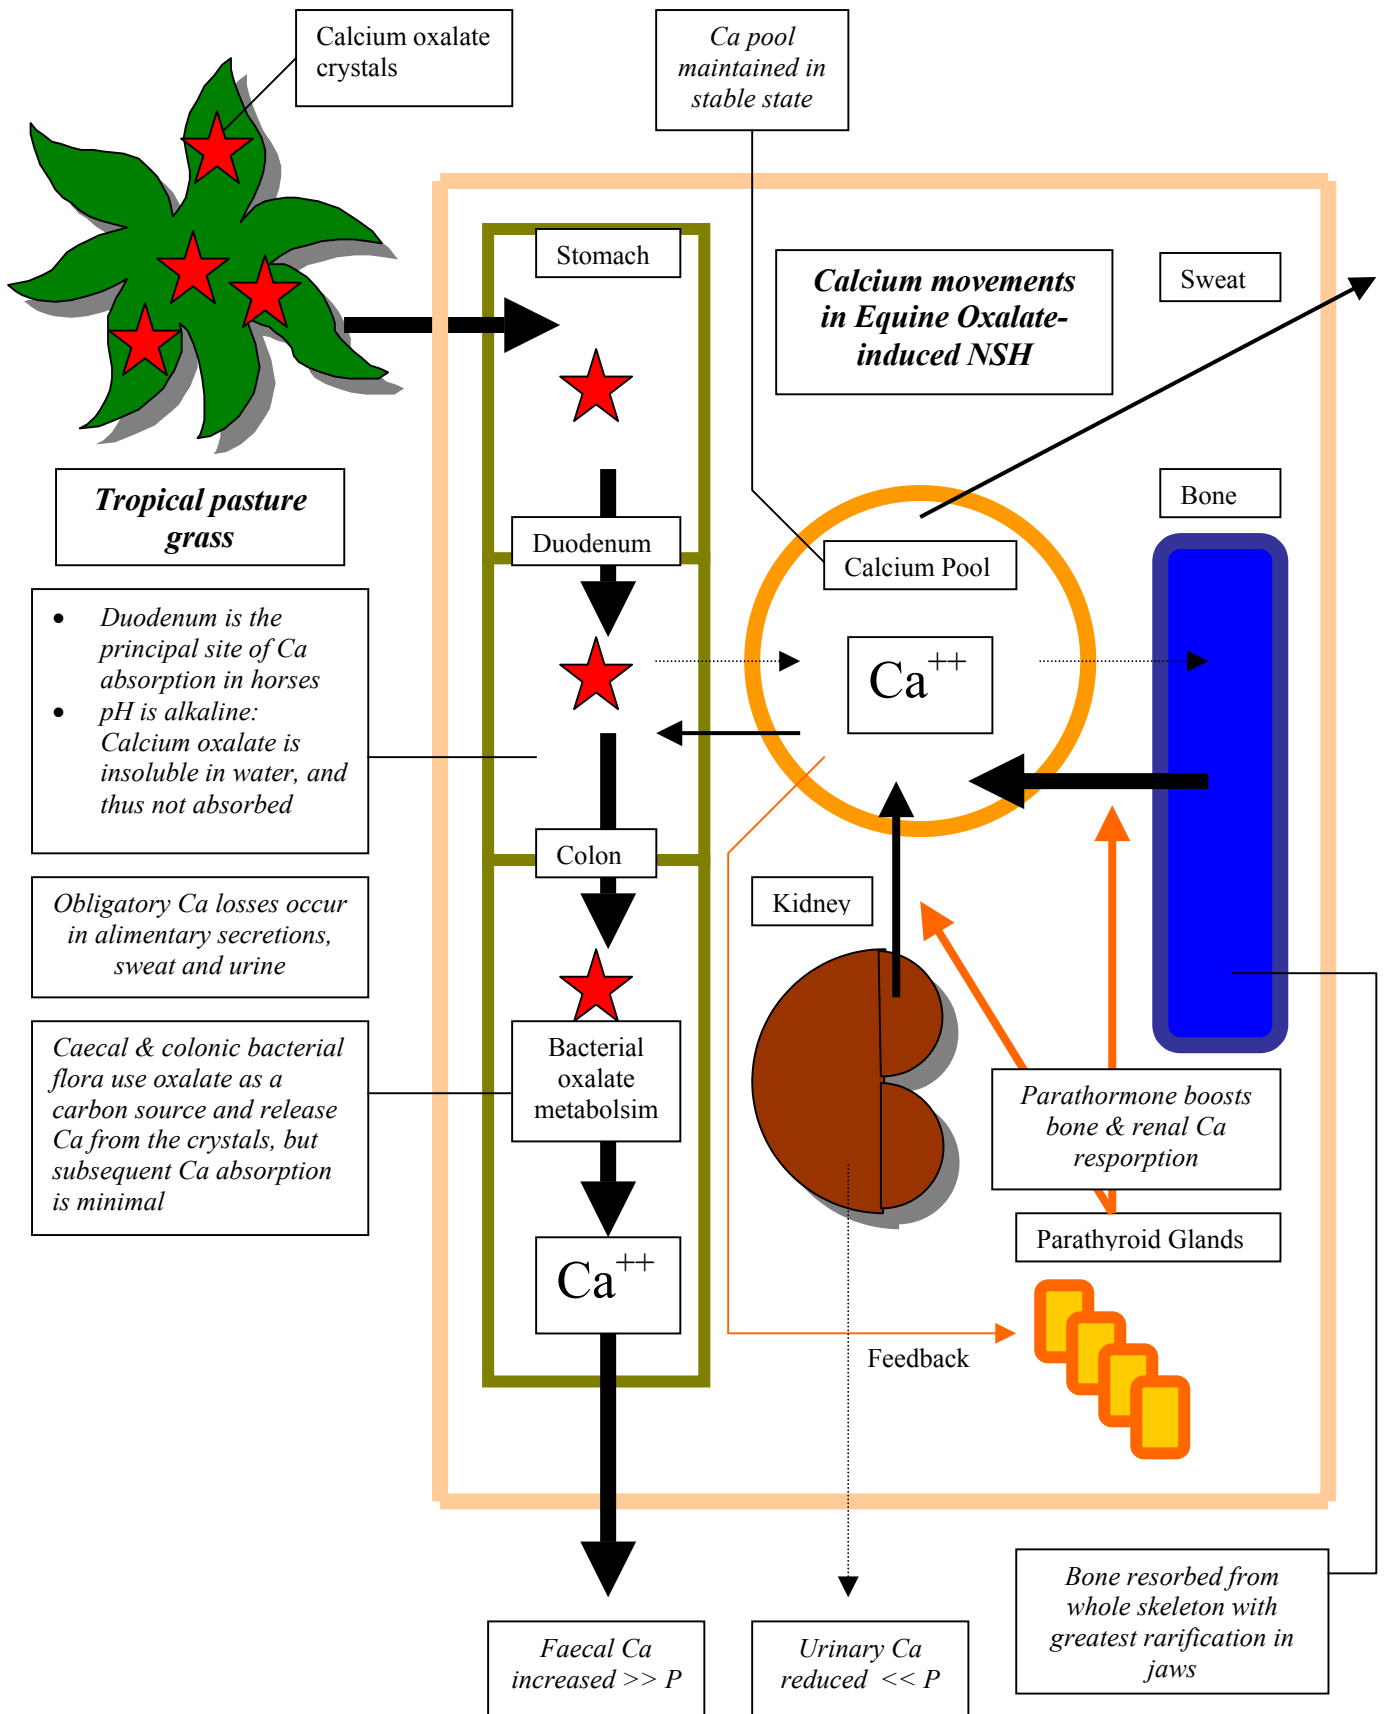 Calcium oxalate
crystals
Ca pool
maintained in
stable state
Stomach
Calcium movements
in Equine Oxalate-
induced NSH
Sweat
Tropical pasture
grass
Duodenum
Bone
Calcium Pool
Ca++
• Duodenum is the
principal site of Ca
absorption in horses
• pH is alkaline:
Calcium oxalate is
insoluble in water, and
thus not absorbed
Colon
Kidney
Obligatory Ca losses occur
in alimentary secretions,
sweat and urine
Caecal & colonic bacterial
flora use oxalate as a
carbon source and release
Ca from the crystals, but
subsequent Ca absorption
is minimal
Bacterial
oxalate
metabolsim
Parathormone boosts
bone & renal Ca
resporption
Parathyroid Glands
Ca++
Feedback
Bone resorbed from
whole skeleton with
greatest rarification in
jaws
Faecal Ca
increased >> P
Urinary Ca
reduced << P